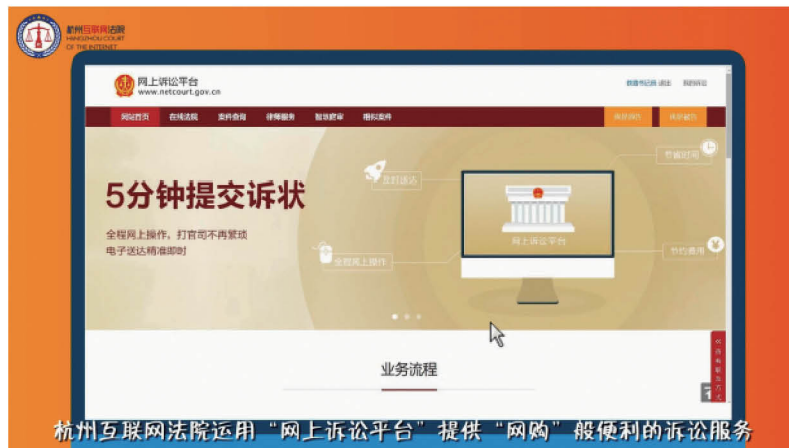 杭州互联网法院
HANGZHOU COURT
OF THE INTERNET
网上诉讼平台
www.netcourt.gov.cn
我的诉讼
网站首页 在线法院 案件查询 律师服务 智慧庭审 相似案件
5分钟提交诉状
全程网上操作，打官司不再繁琐
电子送达精准即时
节省时间
网上诉讼平台
全程网上操作
节约费用
业务流程
杭州互联网法院运用“网上诉讼平台”提供“网购”般便利的诉讼服务